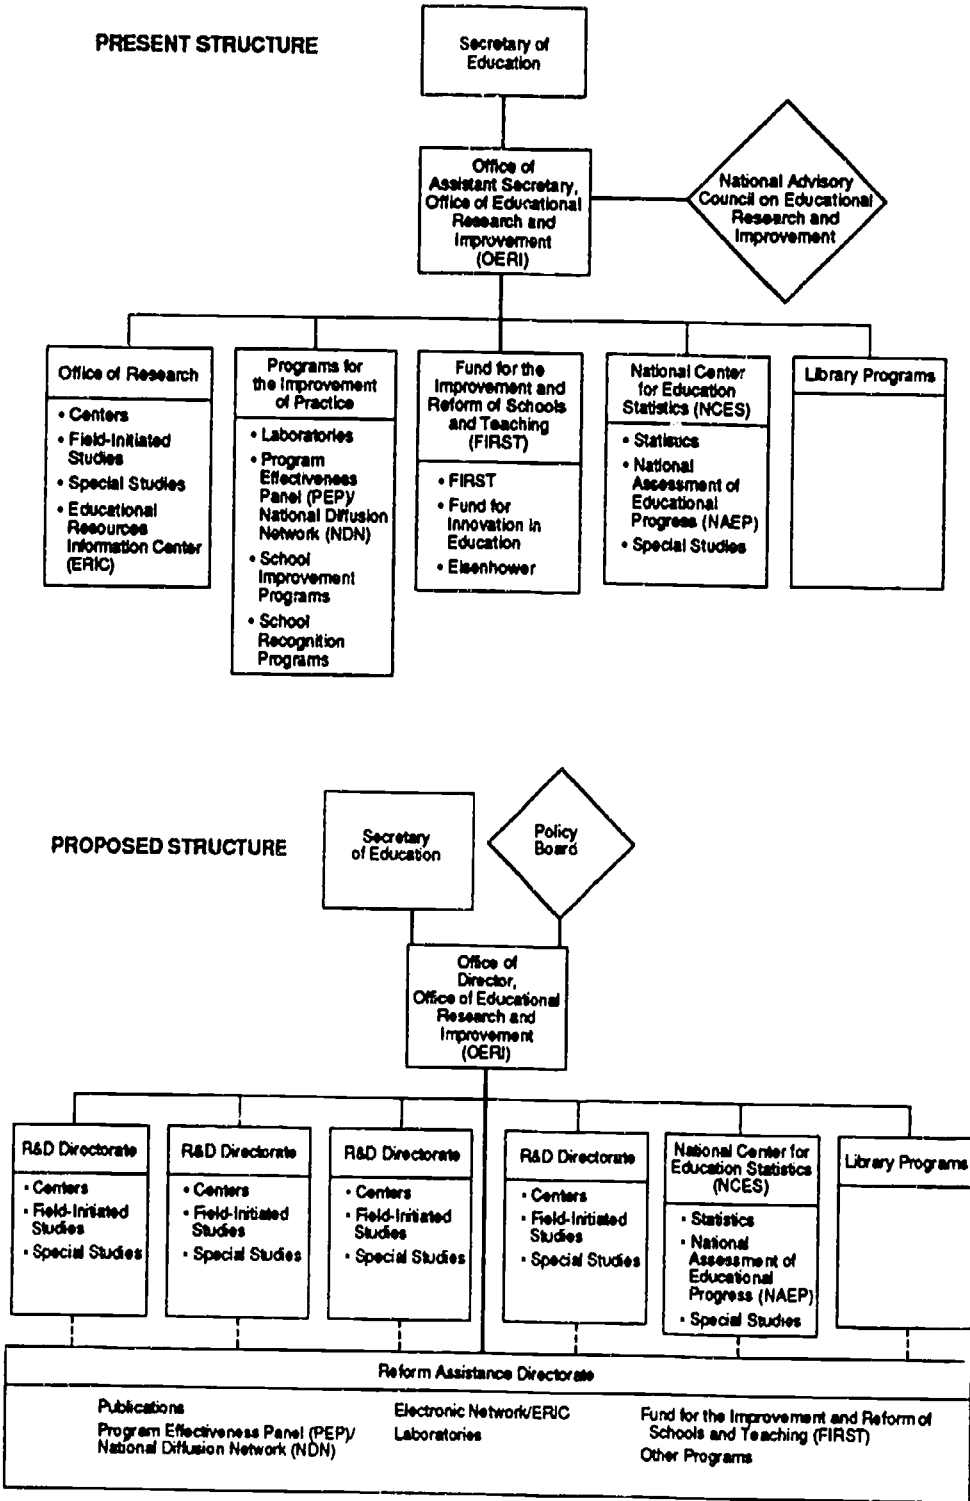 PRESENT STRUCTURE
Secretary of
Education
Office of
Assistant Secretary,
Office of Educational
Research and
Improvement
(OERI)
National Advisory
Council on Educational
Research and
Improvement
Office of Research
• Centers
• Field-Initiated
Studies
• Special Studies
• Educational
Resources
Information Center
(ERIC)
Programs for
the Improvement
of Practice
• Laboratories
• Program
Effectiveness
Panel (PEP)/
National Diffusion
Network (NDN)
• School
Improvement
Programs
• School
Recognition
Programs
Fund for the
Improvement and
Reform of Schools
and Teaching
(FIRST)
• FIRST
• Fund for
Innovation in
Education
• Eisenhower
National Center
for Education
Statistics (NCES)
• Statistics
• National
Assessment of
Educational
Progress (NAEP)
• Special Studies
Library Programs
PROPOSED STRUCTURE
Secretary
of Education
Policy
Board
Office of
Director,
Office of Educational
Research and
Improvement
(OERI)
R&D Directorate
• Centers
• Field-Initiated
Studies
• Special Studies
R&D Directorate
• Centers
• Field-Initiated
Studies
• Special Studies
R&D Directorate
• Centers
• Field-Initiated
Studies
• Special Studies
R&D Directorate
• Centers
• Field-Initiated
Studies
• Special Studies
National Center for
Education Statistics
(NCES)
• Statistics
• National
Assessment of
Educational
Progress (NAEP)
• Special Studies
Library Programs
Reform Assistance Directorate
Publications
Program Effectiveness Panel (PEP)/
National Diffusion Network (NDN)
Electronic Network/ERIC
Laboratories
Fund for the Improvement and Reform of
Schools and Teaching (FIRST)
Other Programs